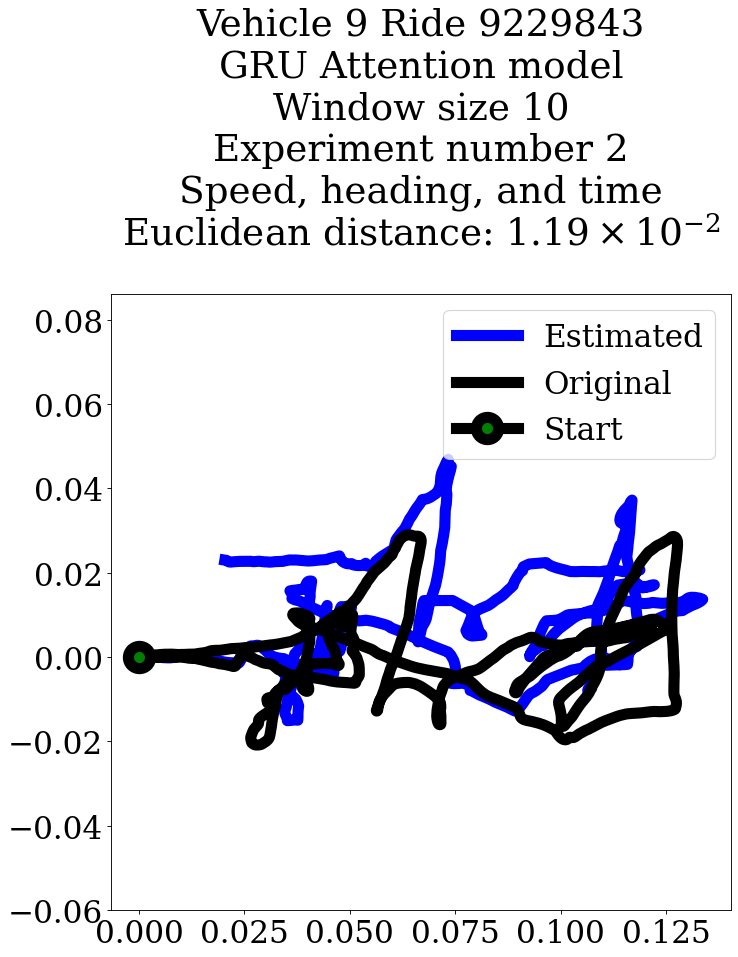 Vehicle 9 Ride 9229843
GRU Attention model
Window size 10
Experiment number 2
Speed, heading, and time
Euclidean distance: 1.19 × 10⁻²
Estimated
Original
Start
0.08
0.06
0.04
0.02
0.00
−0.02
−0.04
−0.06
0.000 0.025 0.050 0.075 0.100 0.125